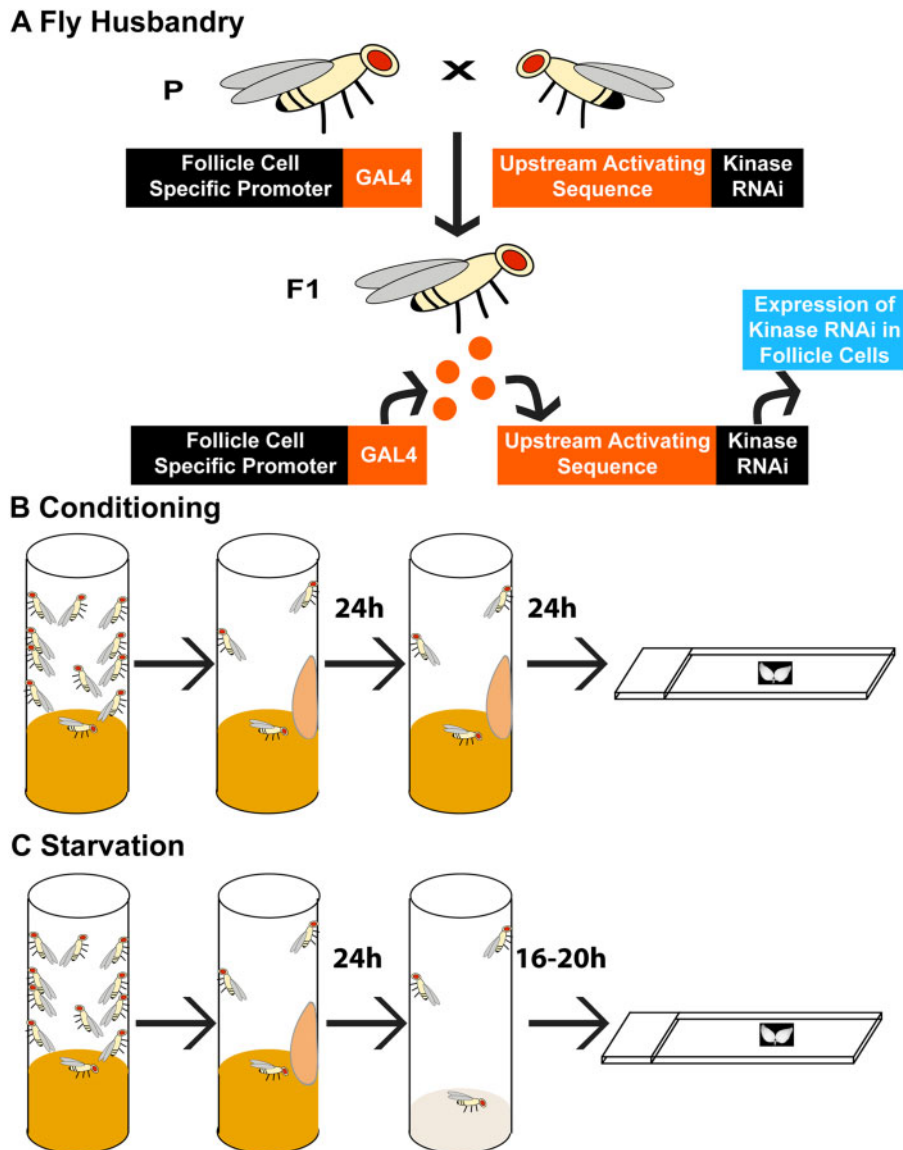 A Fly Husbandry
P
X
Follicle Cell
Specific Promoter
GAL4
Upstream Activating
Sequence
Kinase
RNAi
F1
Expression of
Kinase RNAi in
Follicle Cells
Follicle Cell
Specific Promoter
GAL4
Upstream Activating
Sequence
Kinase
RNAi
B Conditioning
24h
24h
C Starvation
24h
16-20h